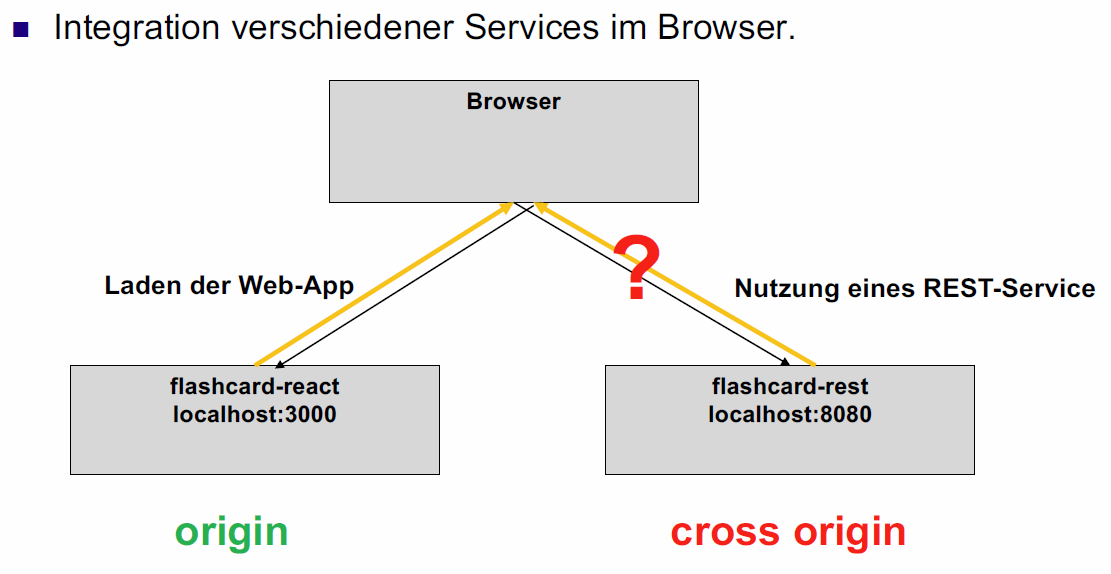 Integration verschiedener Services im Browser.
Browser
?
Laden der Web-App
Nutzung eines REST-Service
flashcard-react
localhost:3000
flashcard-rest
localhost:8080
origin
cross origin